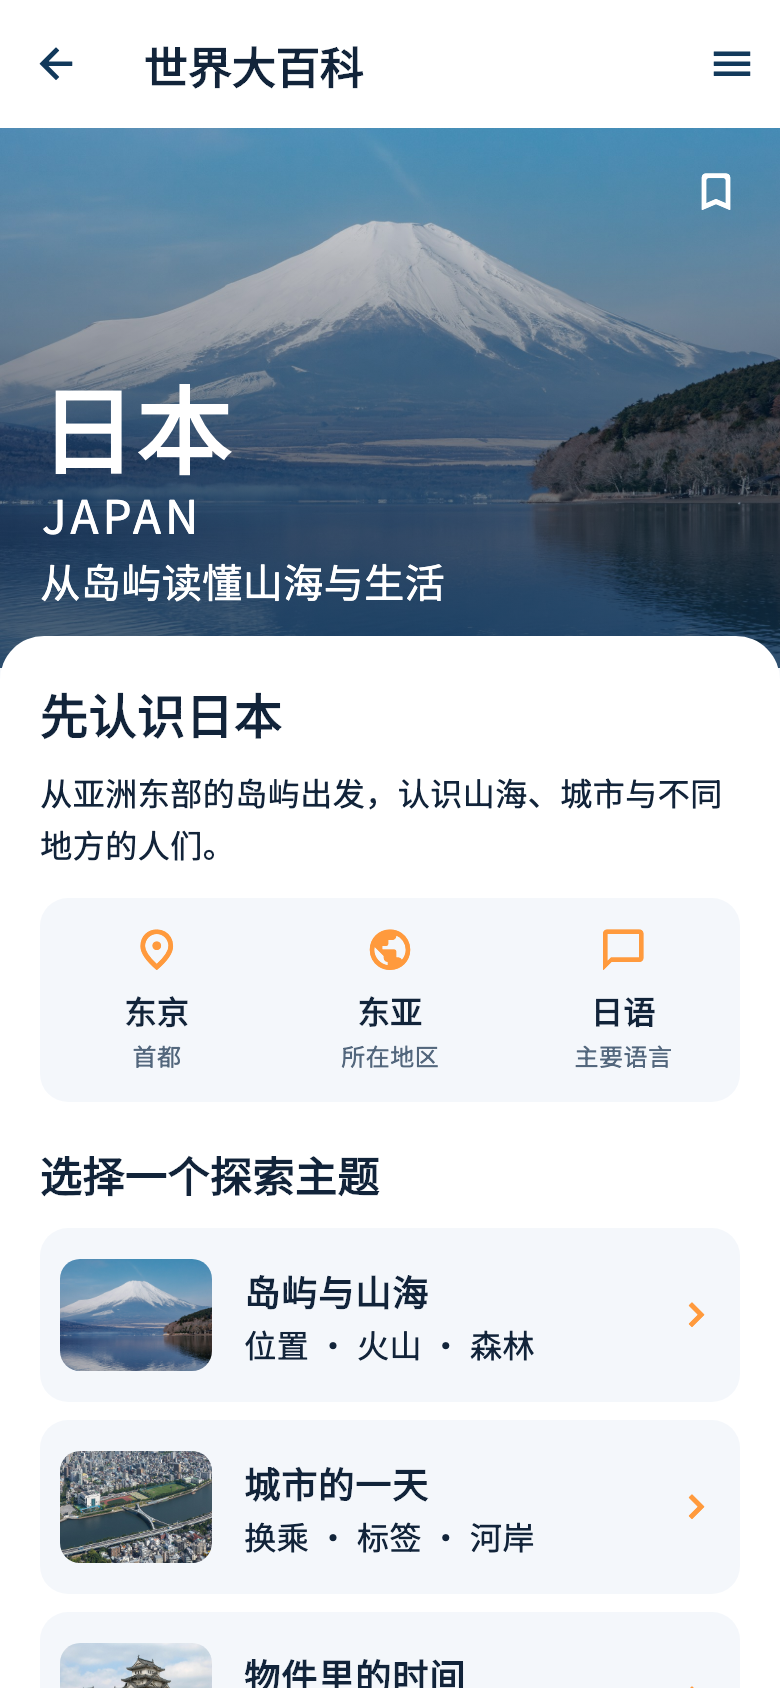 世界大百科
日本
JAPAN
从岛屿读懂山海与生活
先认识日本
从亚洲东部的岛屿出发，认识山海、城市与不同
地方的人们。
东京
首都
东亚
所在地区
日语
主要语言
选择一个探索主题
岛屿与山海
位置 · 火山 · 森林
城市的一天
换乘 · 标签 · 河岸
物件里的时间